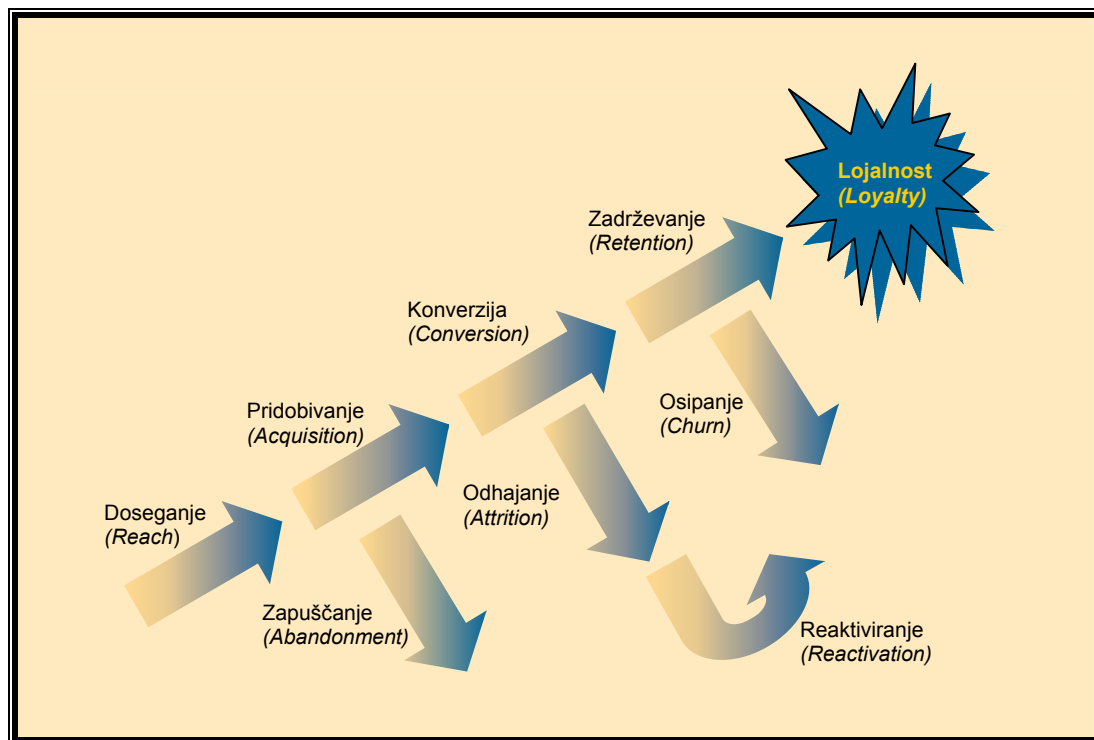 Lojalnost
(Loyalty)
Zadrževanje
(Retention)
Konverzija
(Conversion)
Pridobivanje
(Acquisition)
Osipanje
(Churn)
Doseganje
(Reach)
Odhajanje
(Attrition)
Zapuščanje
(Abandonment)
Reaktiviranje
(Reactivation)